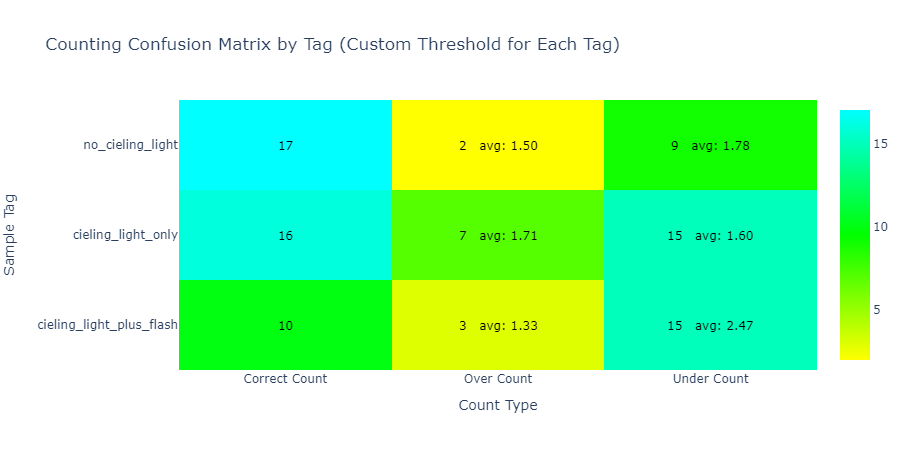 Counting Confusion Matrix by Tag (Custom Threshold for Each Tag)
Sample Tag
no_cieling_light
17
2 avg: 1.50
9 avg: 1.78
cieling_light_only
16
7 avg: 1.71
15 avg: 1.60
cieling_light_plus_flash
10
3 avg: 1.33
15 avg: 2.47
Correct Count
Over Count
Under Count
Count Type
15
10
5